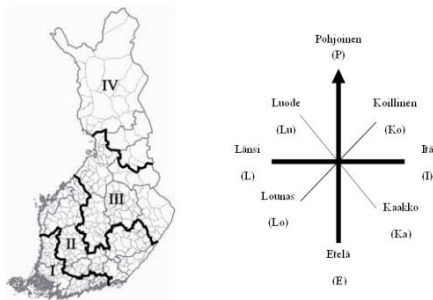 IV
III
II
I
Pohjoinen
(P)
Luode
(Lu)
Koillinen
(Ko)
Länsi
(L)
Itä
(I)
Lounas
(Lo)
Kaakko
(Ka)
Etelä
(E)